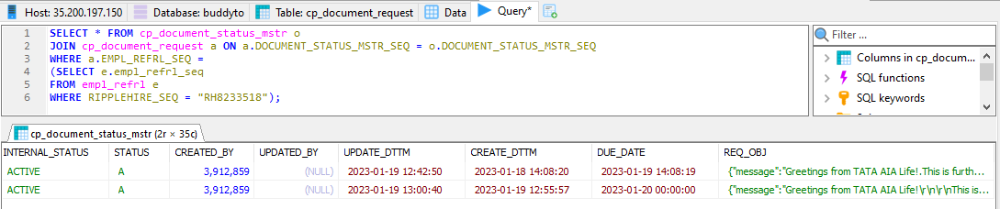 Host: 35.200.197.150 Database: buddyto Table: cp_document_request Data Query*
1 SELECT * FROM cp_document_status_mstr o
2 JOIN cp_document_request a ON a.DOCUMENT_STATUS_MSTR_SEQ = o.DOCUMENT_STATUS_MSTR_SEQ
3 WHERE a.EMPL_REFRL_SEQ =
4 (SELECT e.empl_refrl_seq
5 FROM empl_refrl e
6 WHERE RIPPLEHIRE_SEQ = "RH8233518");
Filter ...
Columns in cp_docum...
SQL functions
SQL keywords
cp_document_status_mstr (2r × 35c)
INTERNAL_STATUS STATUS CREATED_BY UPDATED_BY UPDATE_DTTM CREATE_DTTM DUE_DATE REQ_OBJ
ACTIVE A 3,912,859 (NULL) 2023-01-19 12:42:50 2023-01-18 14:08:20 2023-01-19 14:08:19 {"message":"Greetings from TATA AIA Life!.This is furth...
ACTIVE A 3,912,859 (NULL) 2023-01-19 13:00:40 2023-01-19 12:55:57 2023-01-20 00:00:00 {"message":"Greetings from TATA AIA Life!\r\n\r\nThis is...